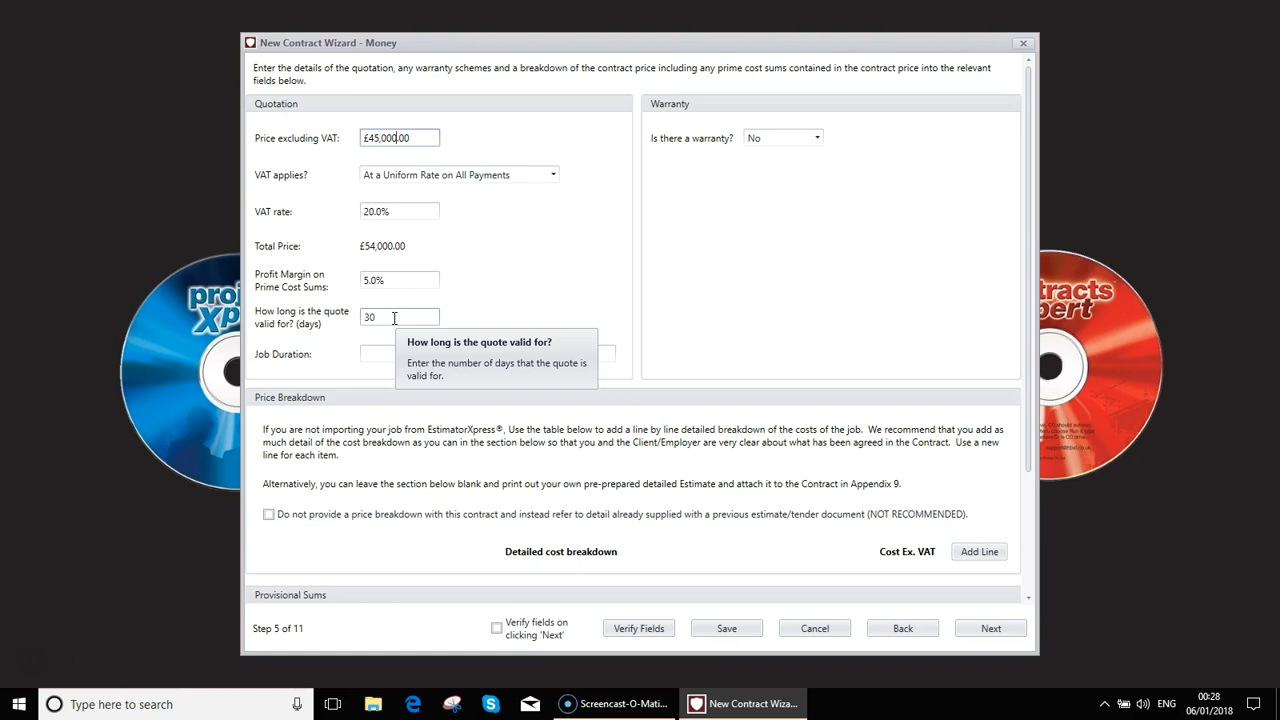 New Contract Wizard - Money
Enter the details of the quotation, any warranty schemes and a breakdown of the contract price including any prime cost sums contained in the contract price into the relevant
fields below.
Quotation
Warranty
Price excluding VAT:
£45,000.00
Is there a warranty?
No
VAT applies?
At a Uniform Rate on All Payments
VAT rate:
20.0%
Total Price:
£54,000.00
Profit Margin on
Prime Cost Sums:
5.0%
How long is the quote
valid for? (days)
30
How long is the quote valid for?
Enter the number of days that the quote is
valid for.
Job Duration:
Price Breakdown
If you are not importing your job from EstimatorXpress®, Use the table below to add a line by line detailed breakdown of the costs of the job. We recommend that you add as
much detail of the cost breakdown as you can in the section below so that you and the Client/Employer are very clear about what has been agreed in the Contract. Use a new
line for each item.
Alternatively, you can leave the section below blank and print out your own pre-prepared detailed Estimate and attach it to the Contract in Appendix 9.
Do not provide a price breakdown with this contract and instead refer to detail already supplied with a previous estimate/tender document (NOT RECOMMENDED).
Detailed cost breakdown
Cost Ex. VAT
Add Line
Provisional Sums
Step 5 of 11
Verify fields on
clicking 'Next'
Verify Fields
Save
Cancel
Back
Next
Type here to search
Screencast-O-Mati...
New Contract Wiza...
ENG
00:28
06/01/2018